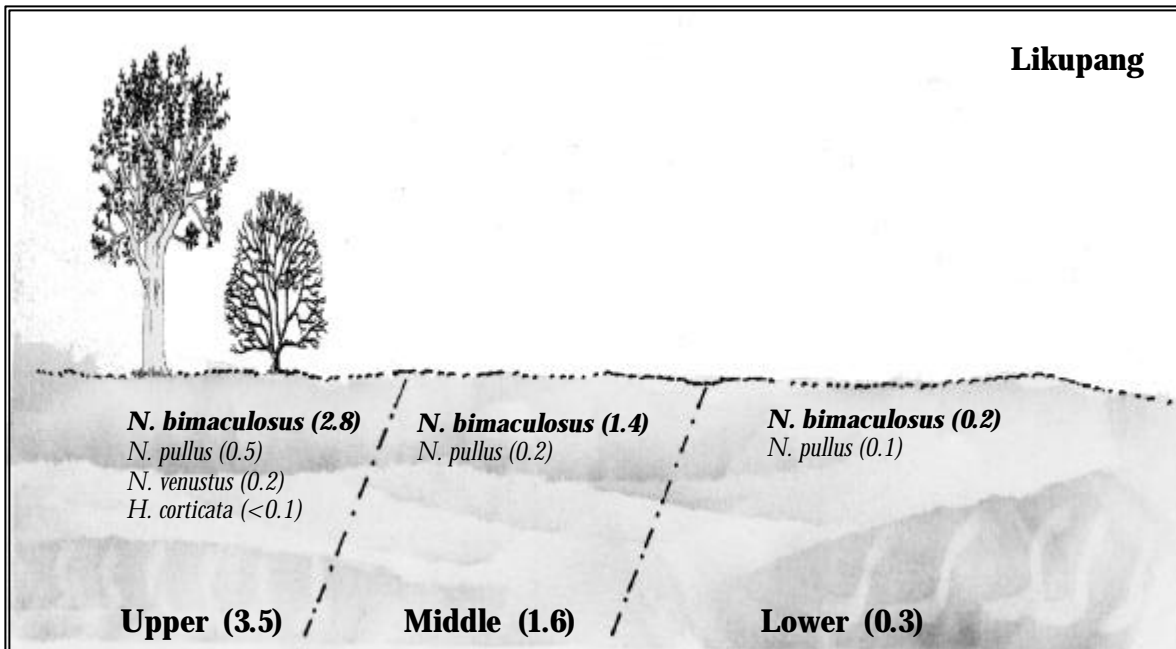 Likupang
N. bimaculosus (2.8)
N. pullus (0.5)
N. venustus (0.2)
H. corticata (<0.1)
N. bimaculosus (1.4)
N. pullus (0.2)
N. bimaculosus (0.2)
N. pullus (0.1)
Upper (3.5)
Middle (1.6)
Lower (0.3)